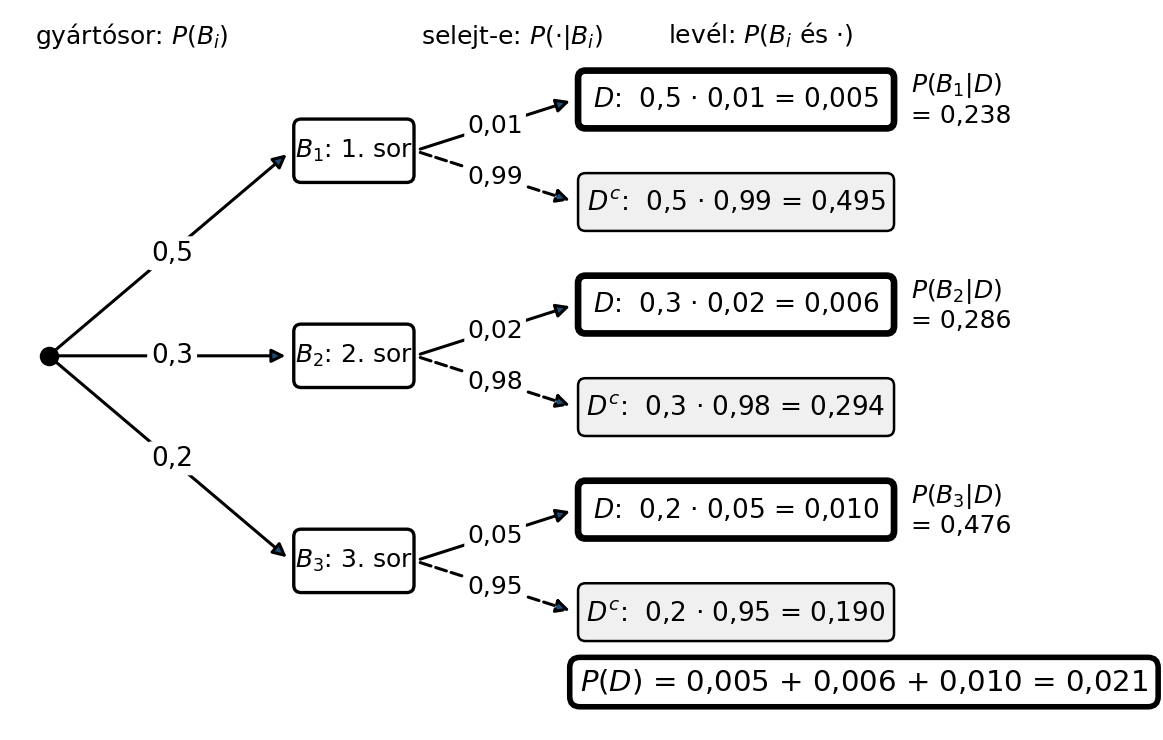 gyártósor: P(B_i)
selejt-e: P(·|B_i)
levél: P(B_i és ·)
0,5
0,3
0,2
B_1: 1. sor
0,01
0,99
D: 0,5 · 0,01 = 0,005
P(B_1|D)
= 0,238
D^c: 0,5 · 0,99 = 0,495
B_2: 2. sor
0,02
0,98
D: 0,3 · 0,02 = 0,006
P(B_2|D)
= 0,286
D^c: 0,3 · 0,98 = 0,294
B_3: 3. sor
0,05
0,95
D: 0,2 · 0,05 = 0,010
P(B_3|D)
= 0,476
D^c: 0,2 · 0,95 = 0,190
P(D) = 0,005 + 0,006 + 0,010 = 0,021